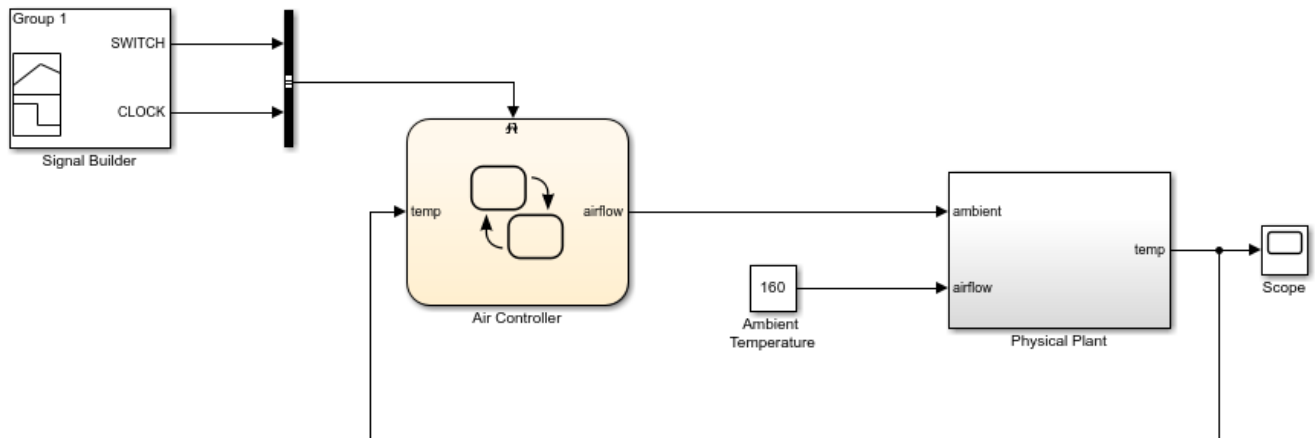 Group 1
SWITCH
CLOCK
Signal Builder
temp
airflow
Air Controller
160
Ambient
Temperature
ambient
airflow
temp
Physical Plant
Scope